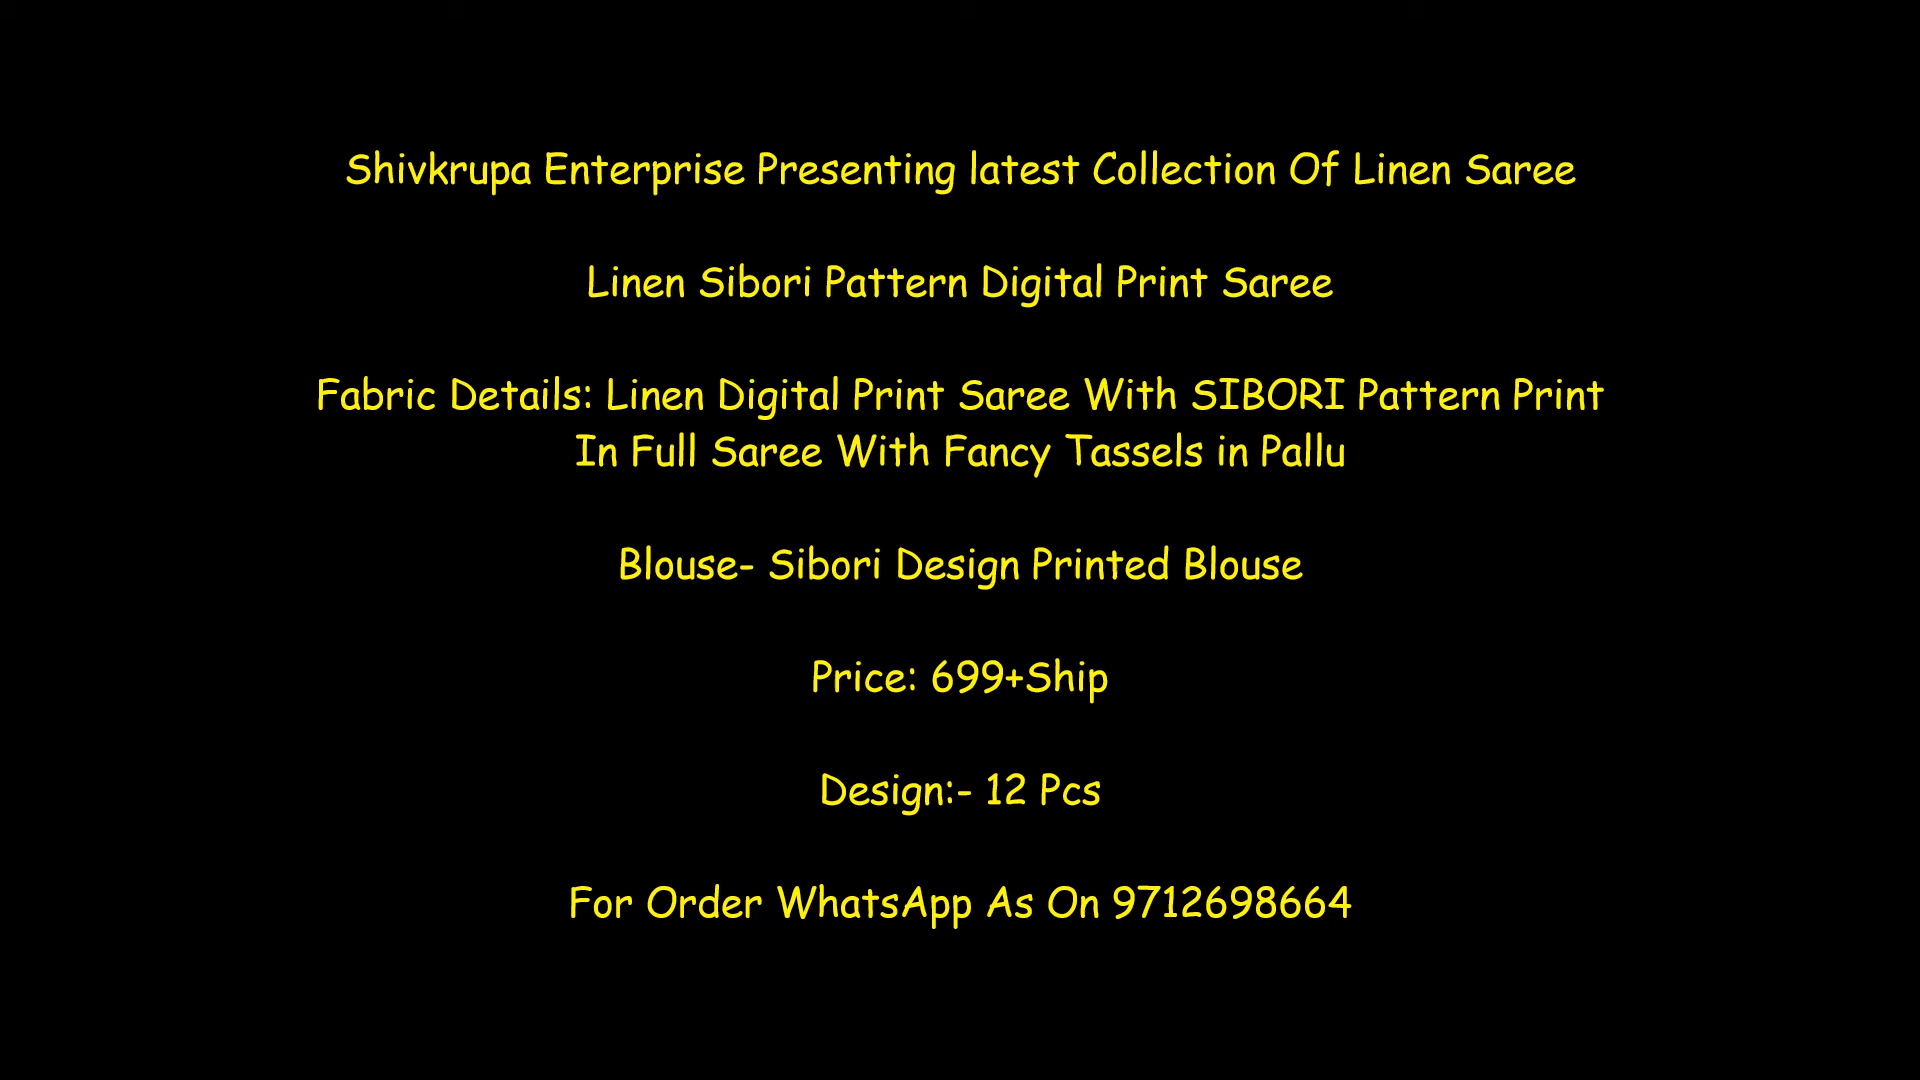 Shivkrupa Enterprise Presenting latest Collection Of Linen Saree
Linen Sibori Pattern Digital Print Saree
Fabric Details: Linen Digital Print Saree With SIBORI Pattern Print
In Full Saree With Fancy Tassels in Pallu
Blouse- Sibori Design Printed Blouse
Price: 699+Ship
Design:- 12 Pcs
For Order WhatsApp As On 9712698664